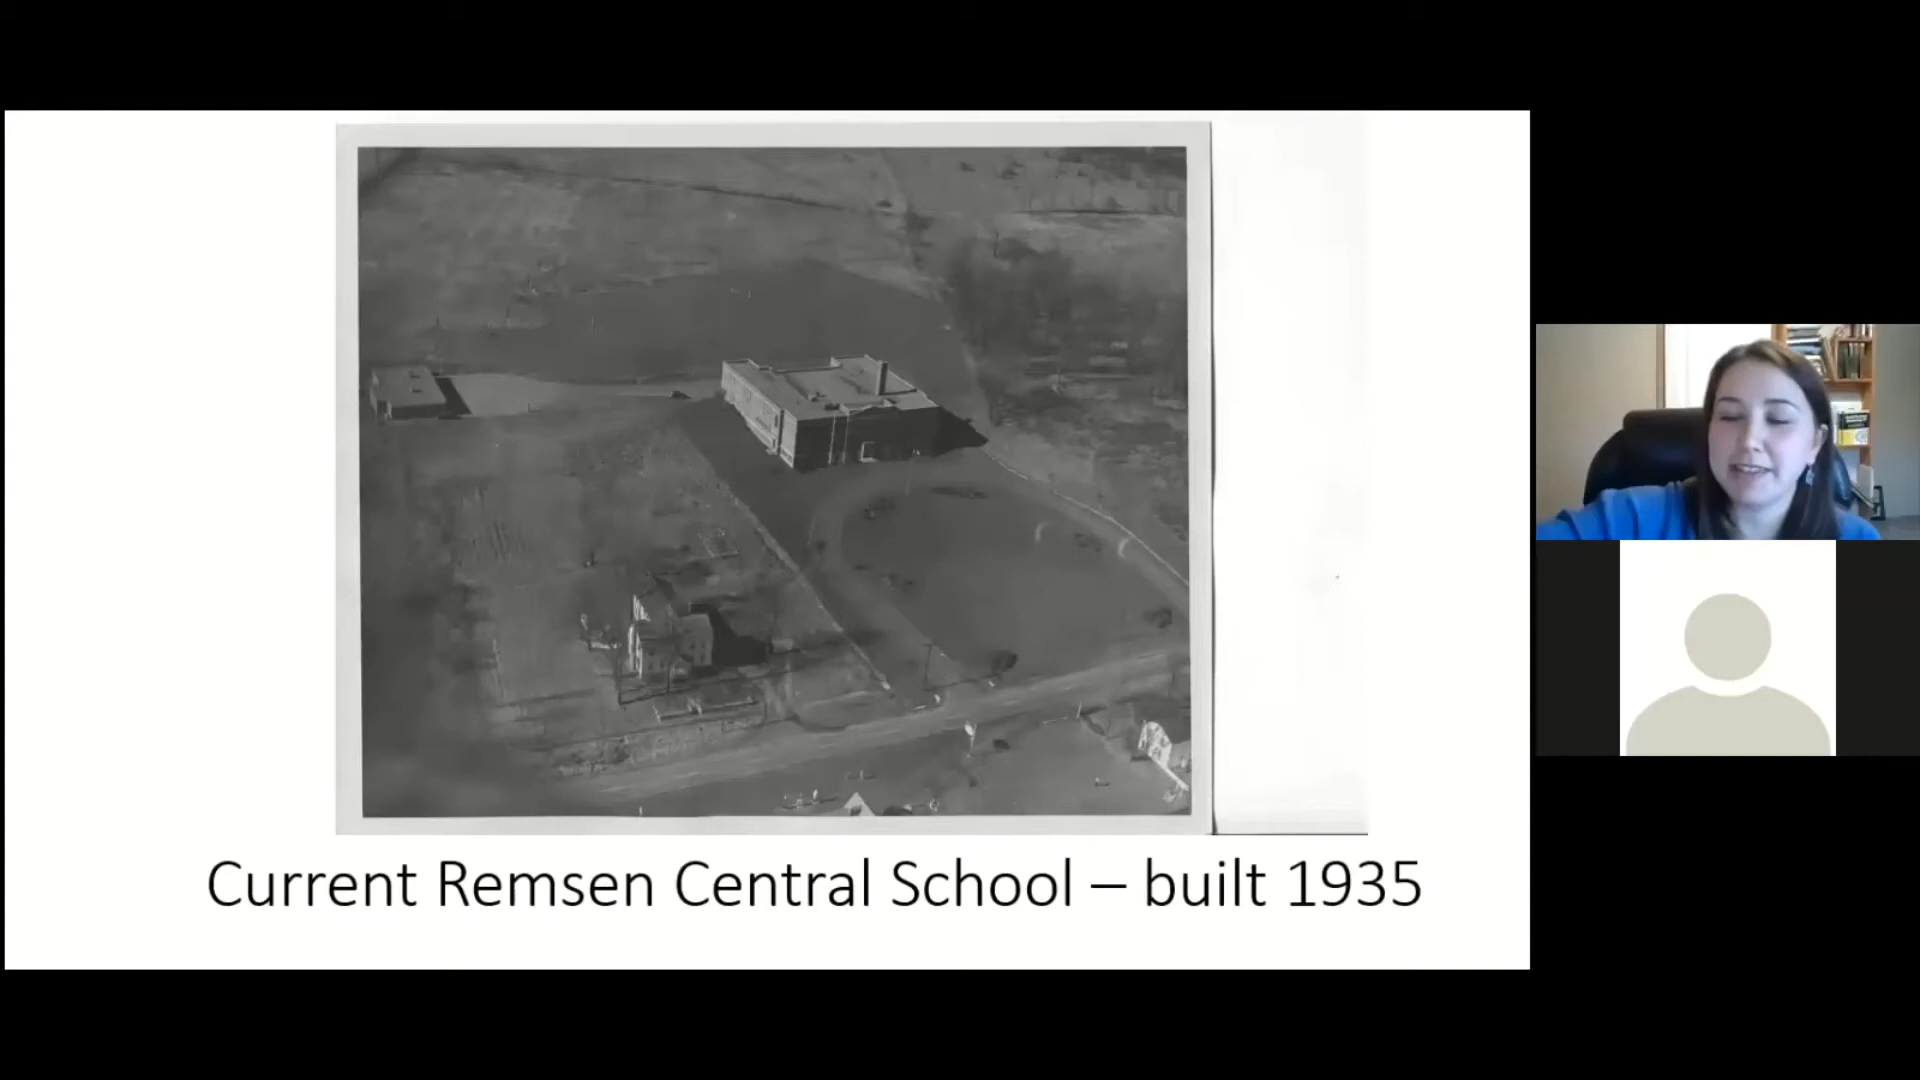 Current Remsen Central School – built 1935